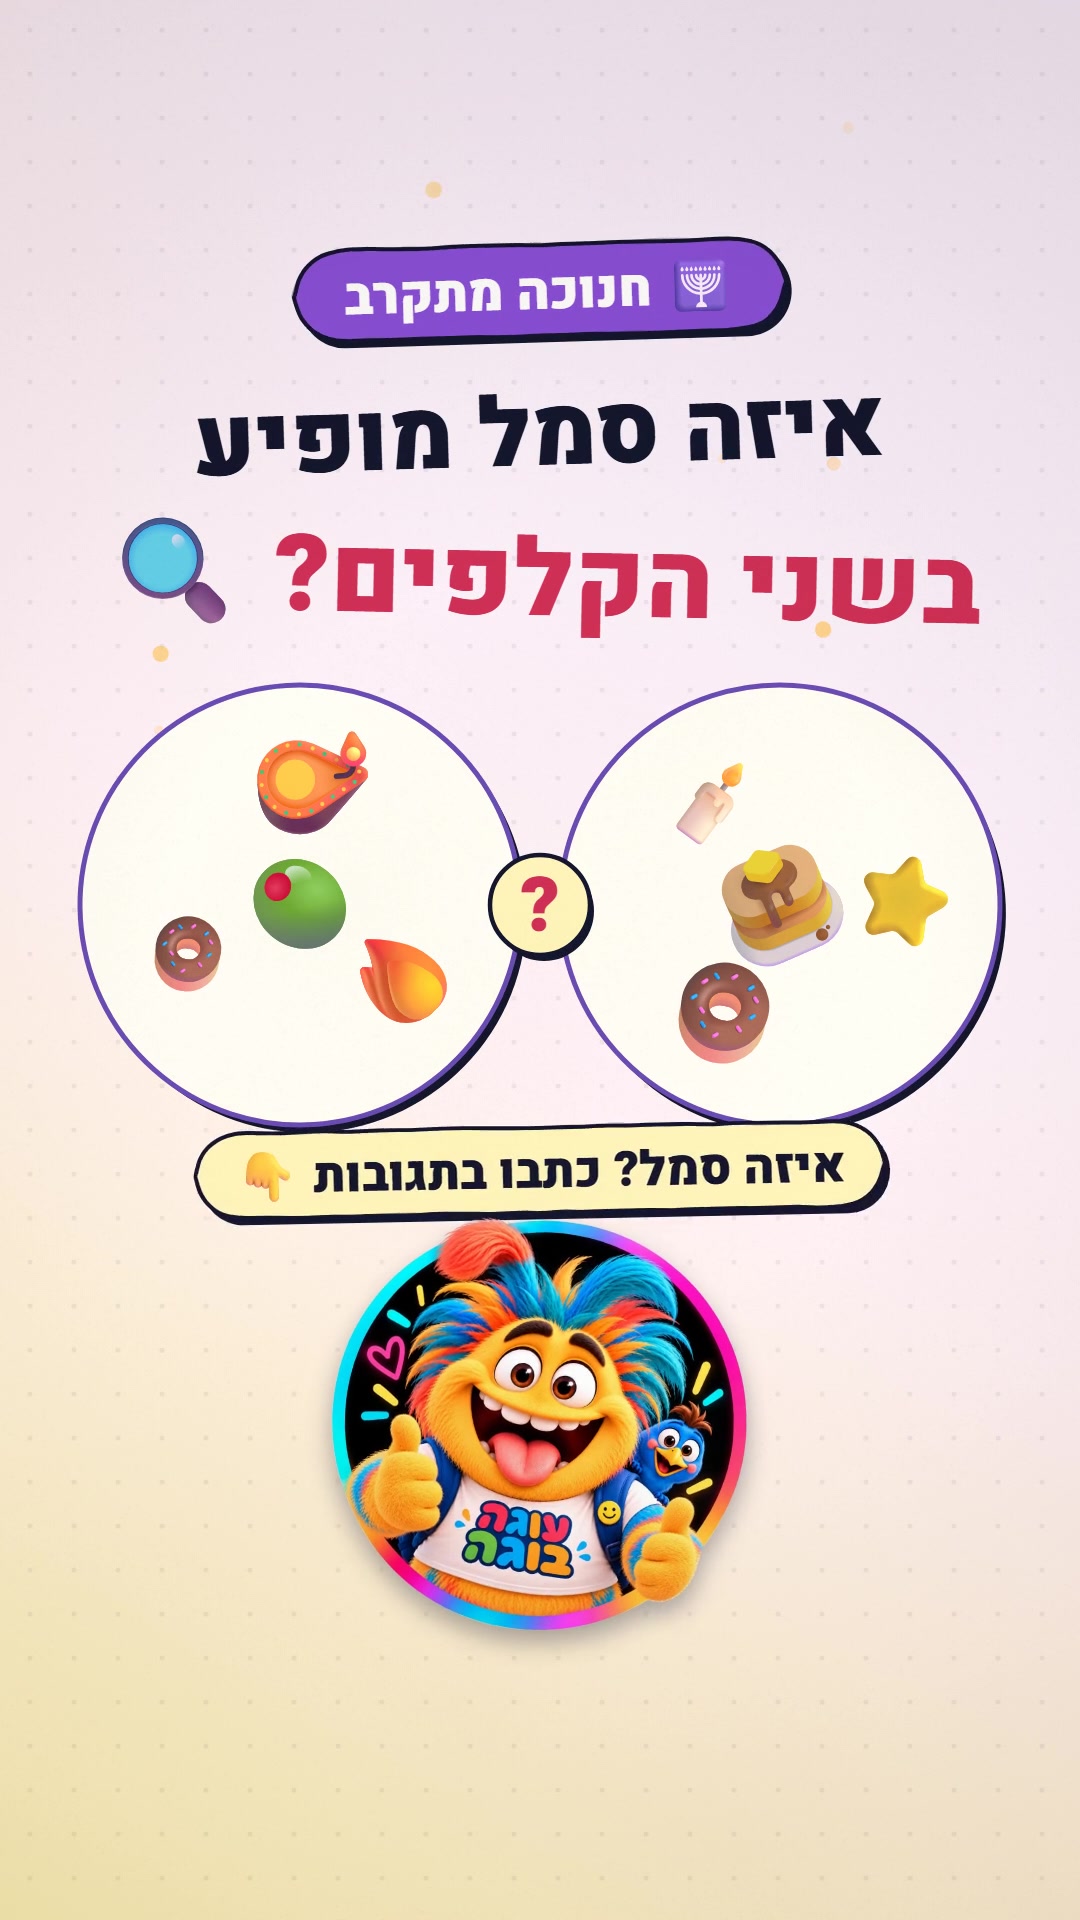 🕎 חנוכה מתקרב
איזה סמל מופיע
בשני הקלפים? 🔍
?
איזה סמל? כתבו בתגובות 👇
עוגה
בוגה